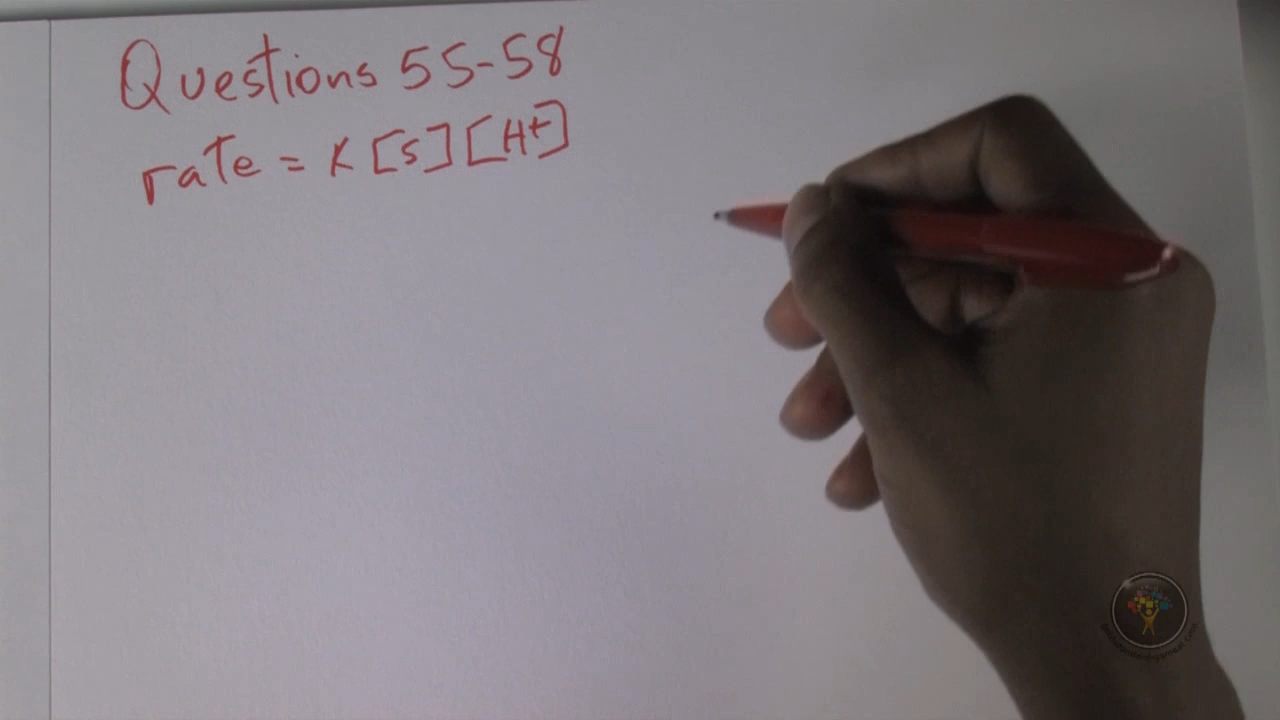 Questions 55-58
rate = K[S][H+]